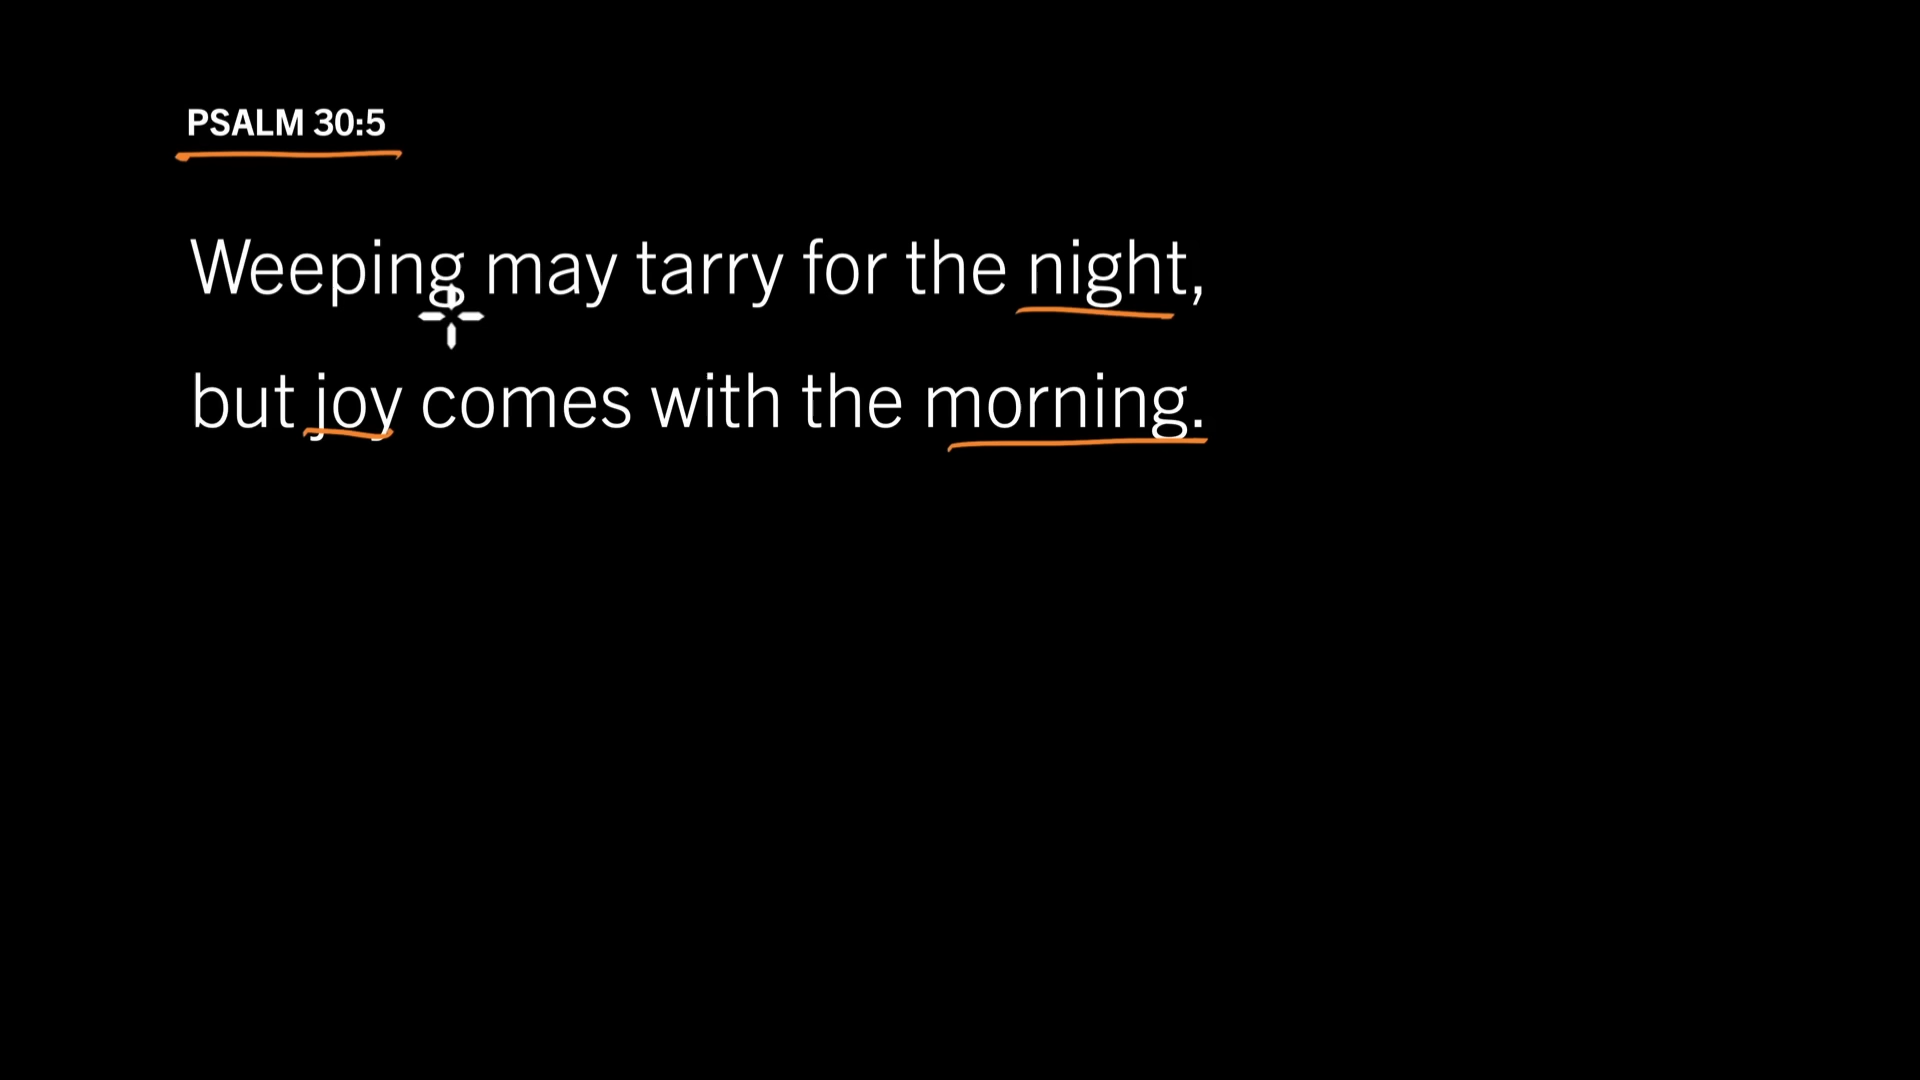 PSALM 30:5
Weeping may tarry for the night,
but joy comes with the morning.